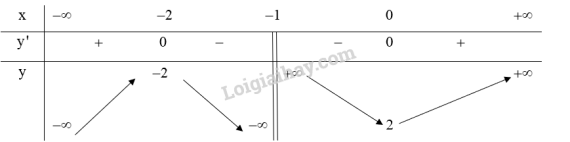 x −∞ −2 −1 0 +∞
y' + 0 − − 0 +
y −2 +∞ +∞
−∞ −∞ 2
Loigiaihay.com